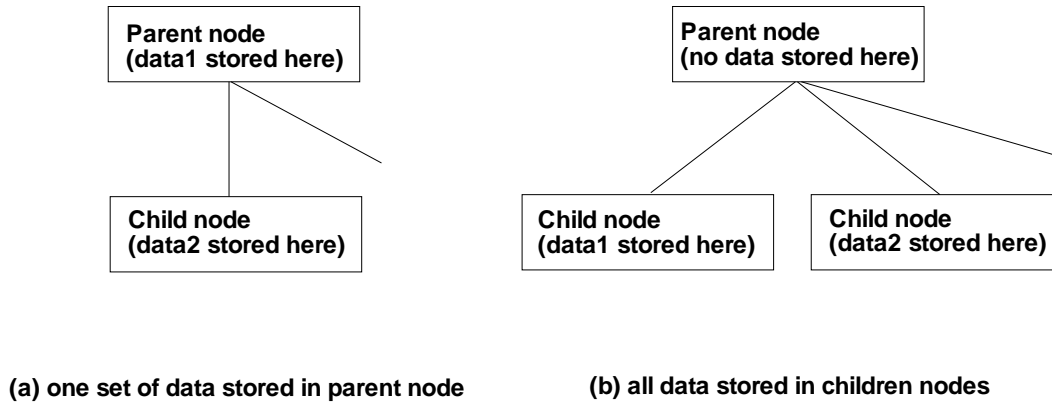 Parent node
(data1 stored here)
Child node
(data2 stored here)
(a) one set of data stored in parent node
Parent node
(no data stored here)
Child node
(data1 stored here)
Child node
(data2 stored here)
(b) all data stored in children nodes